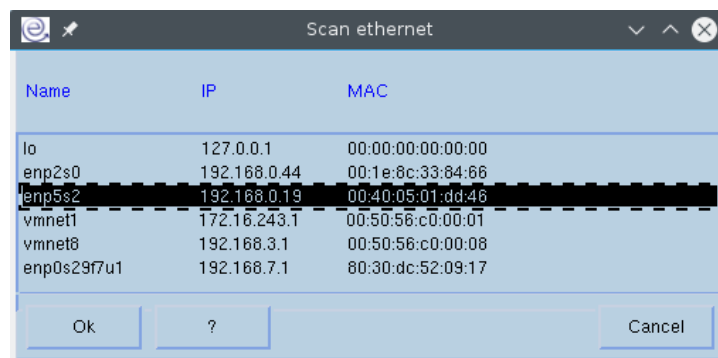 Scan ethernet
Name IP MAC
lo 127.0.0.1 00:00:00:00:00:00
enp2s0 192.168.0.44 00:1e:8c:33:84:66
enp5s2 192.168.0.19 00:40:05:01:dd:46
vmnet1 172.16.243.1 00:50:56:c0:00:01
vmnet8 192.168.3.1 00:50:56:c0:00:08
enp0s29f7u1 192.168.7.1 80:30:dc:52:09:17
Ok ? Cancel